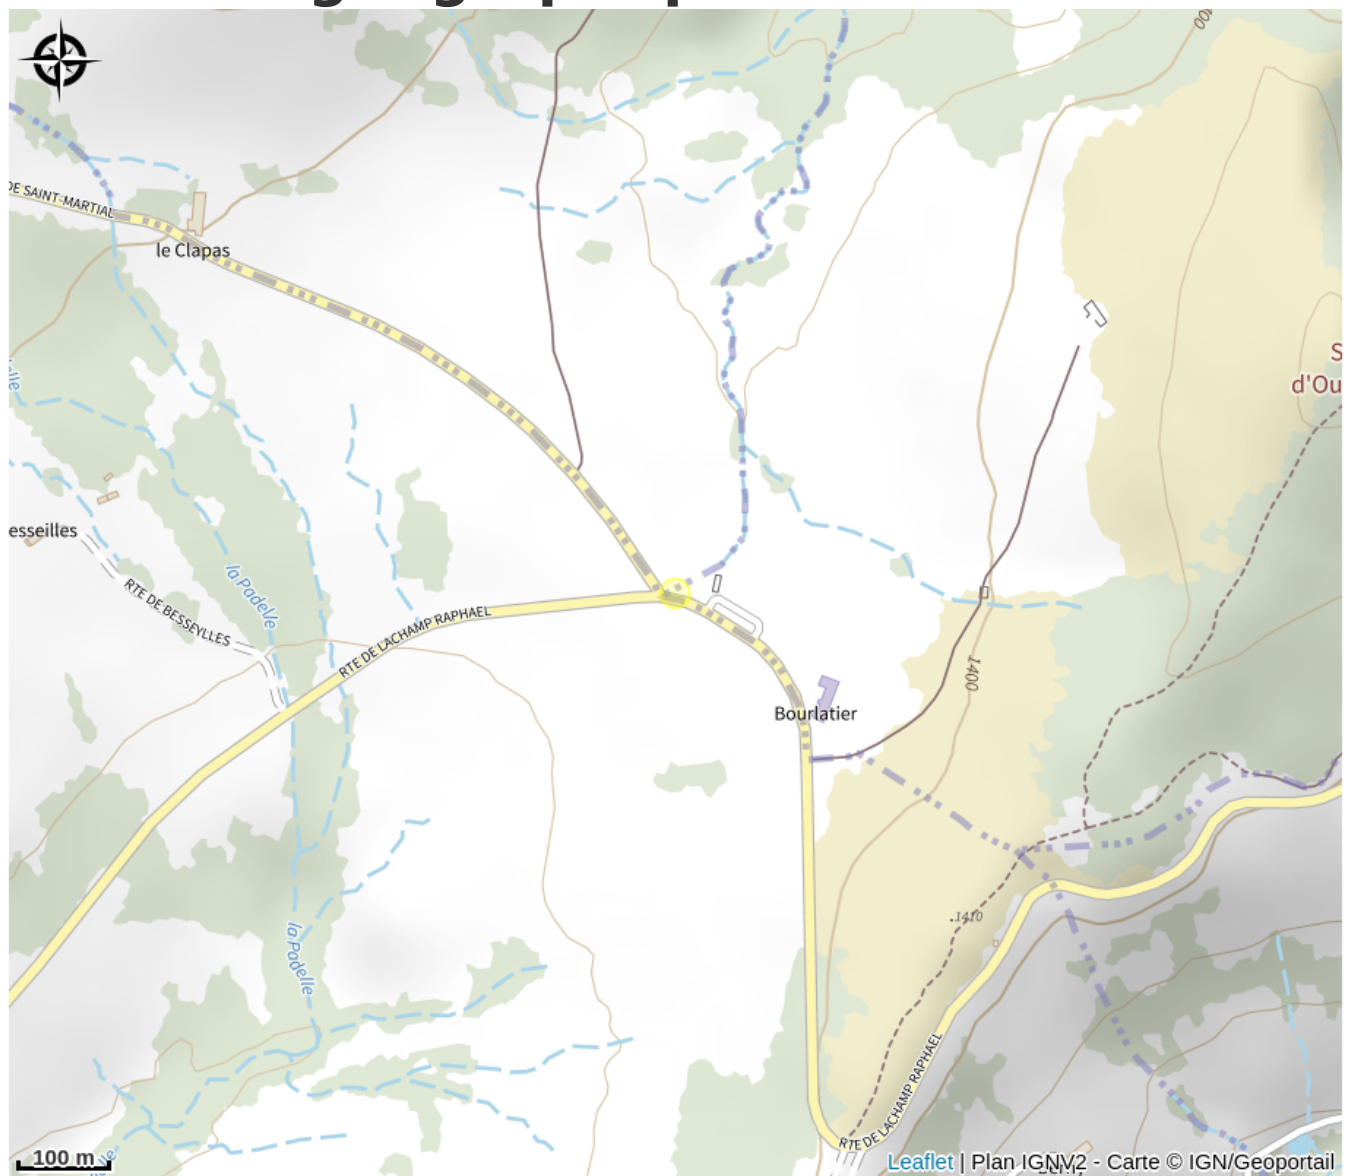 DE SAINT-MARTIAL
le Clapas
S
d'Ou
elle
esseilles
la Padelle
RTE DE BESSEYLLES
RTE DE LACHAMP RAPHAEL
1400
Bourlatier
.1410
la Padelle
RTE DE LACHAMP RAPHAEL
100 m
Leaflet | Plan IGNV2 - Carte © IGN/Geoportail